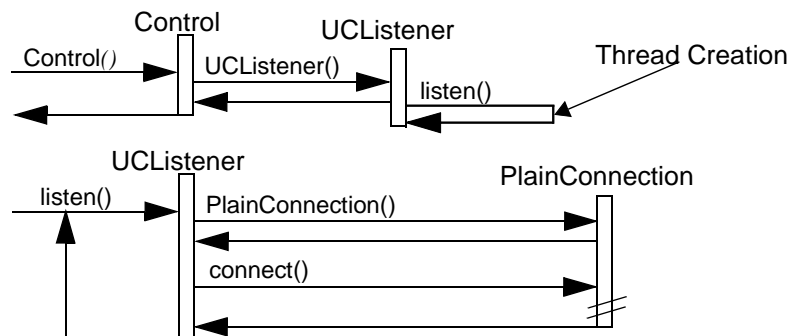 Control
UCListener
Control()
UCListener()
Thread Creation
listen()
UCListener
PlainConnection
listen()
PlainConnection()
connect()